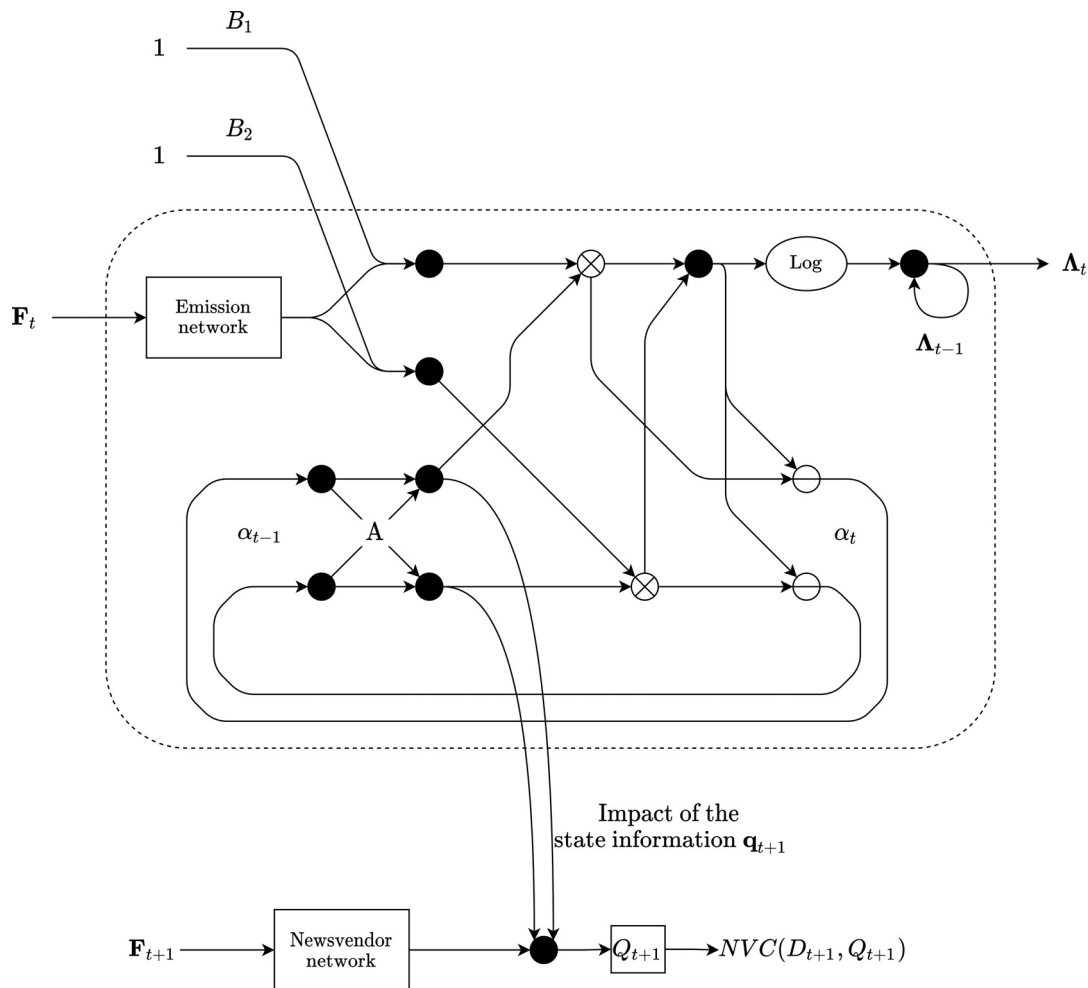 1
B₁
1
B₂
Log
𝚲ₜ
𝐅ₜ
Emission
network
𝚲ₜ₋₁
αₜ₋₁
A
αₜ
Impact of the
state information 𝐪ₜ₊₁
𝐅ₜ₊₁
Newsvendor
network
Qₜ₊₁
NVC(Dₜ₊₁, Qₜ₊₁)